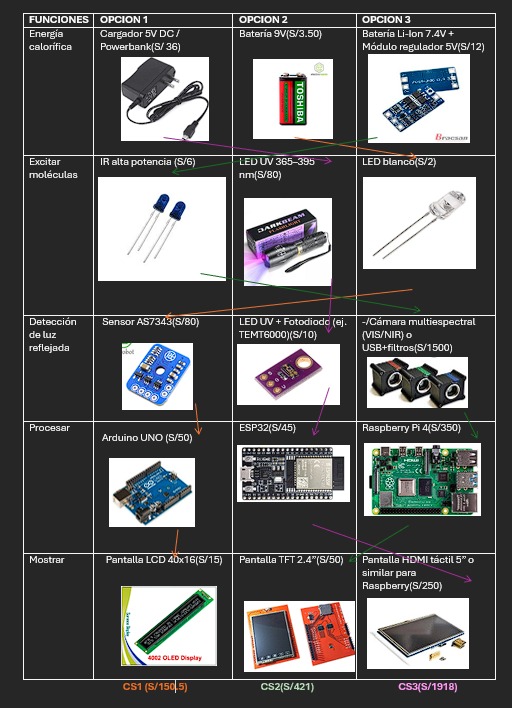 FUNCIONES OPCION 1 OPCION 2 OPCION 3
Energía calorífica
Cargador 5V DC /
Powerbank(S/ 36)
Batería 9V(S/3.50)
Batería Li-Ion 7.4V +
Módulo regulador 5V(S/12)
TOSHIBA
Bracsan
Excitar
moléculas
IR alta potencia (S/6)
LED UV 365–395
nm(S/80)
LED blanco(S/2)
DARKBEAM
FLASHLIGHT
Detección
de luz
reflejada
Sensor AS7343(S/80)
LED UV + Fotodiodo (ej.
TEMT6000)(S/10)
-/Cámara multiespectral
(VIS/NIR) o
USB+filtros(S/1500)
Procesar
Arduino UNO (S/50)
ESP32(S/45)
Raspberry Pi 4(S/350)
Mostrar
Pantalla LCD 40x16(S/15)
Pantalla TFT 2.4”(S/50)
Pantalla HDMI táctil 5” o
similar para
Raspberry(S/250)
4002 OLED Display
CS1 (S/150.5) CS2(S/421) CS3(S/1918)